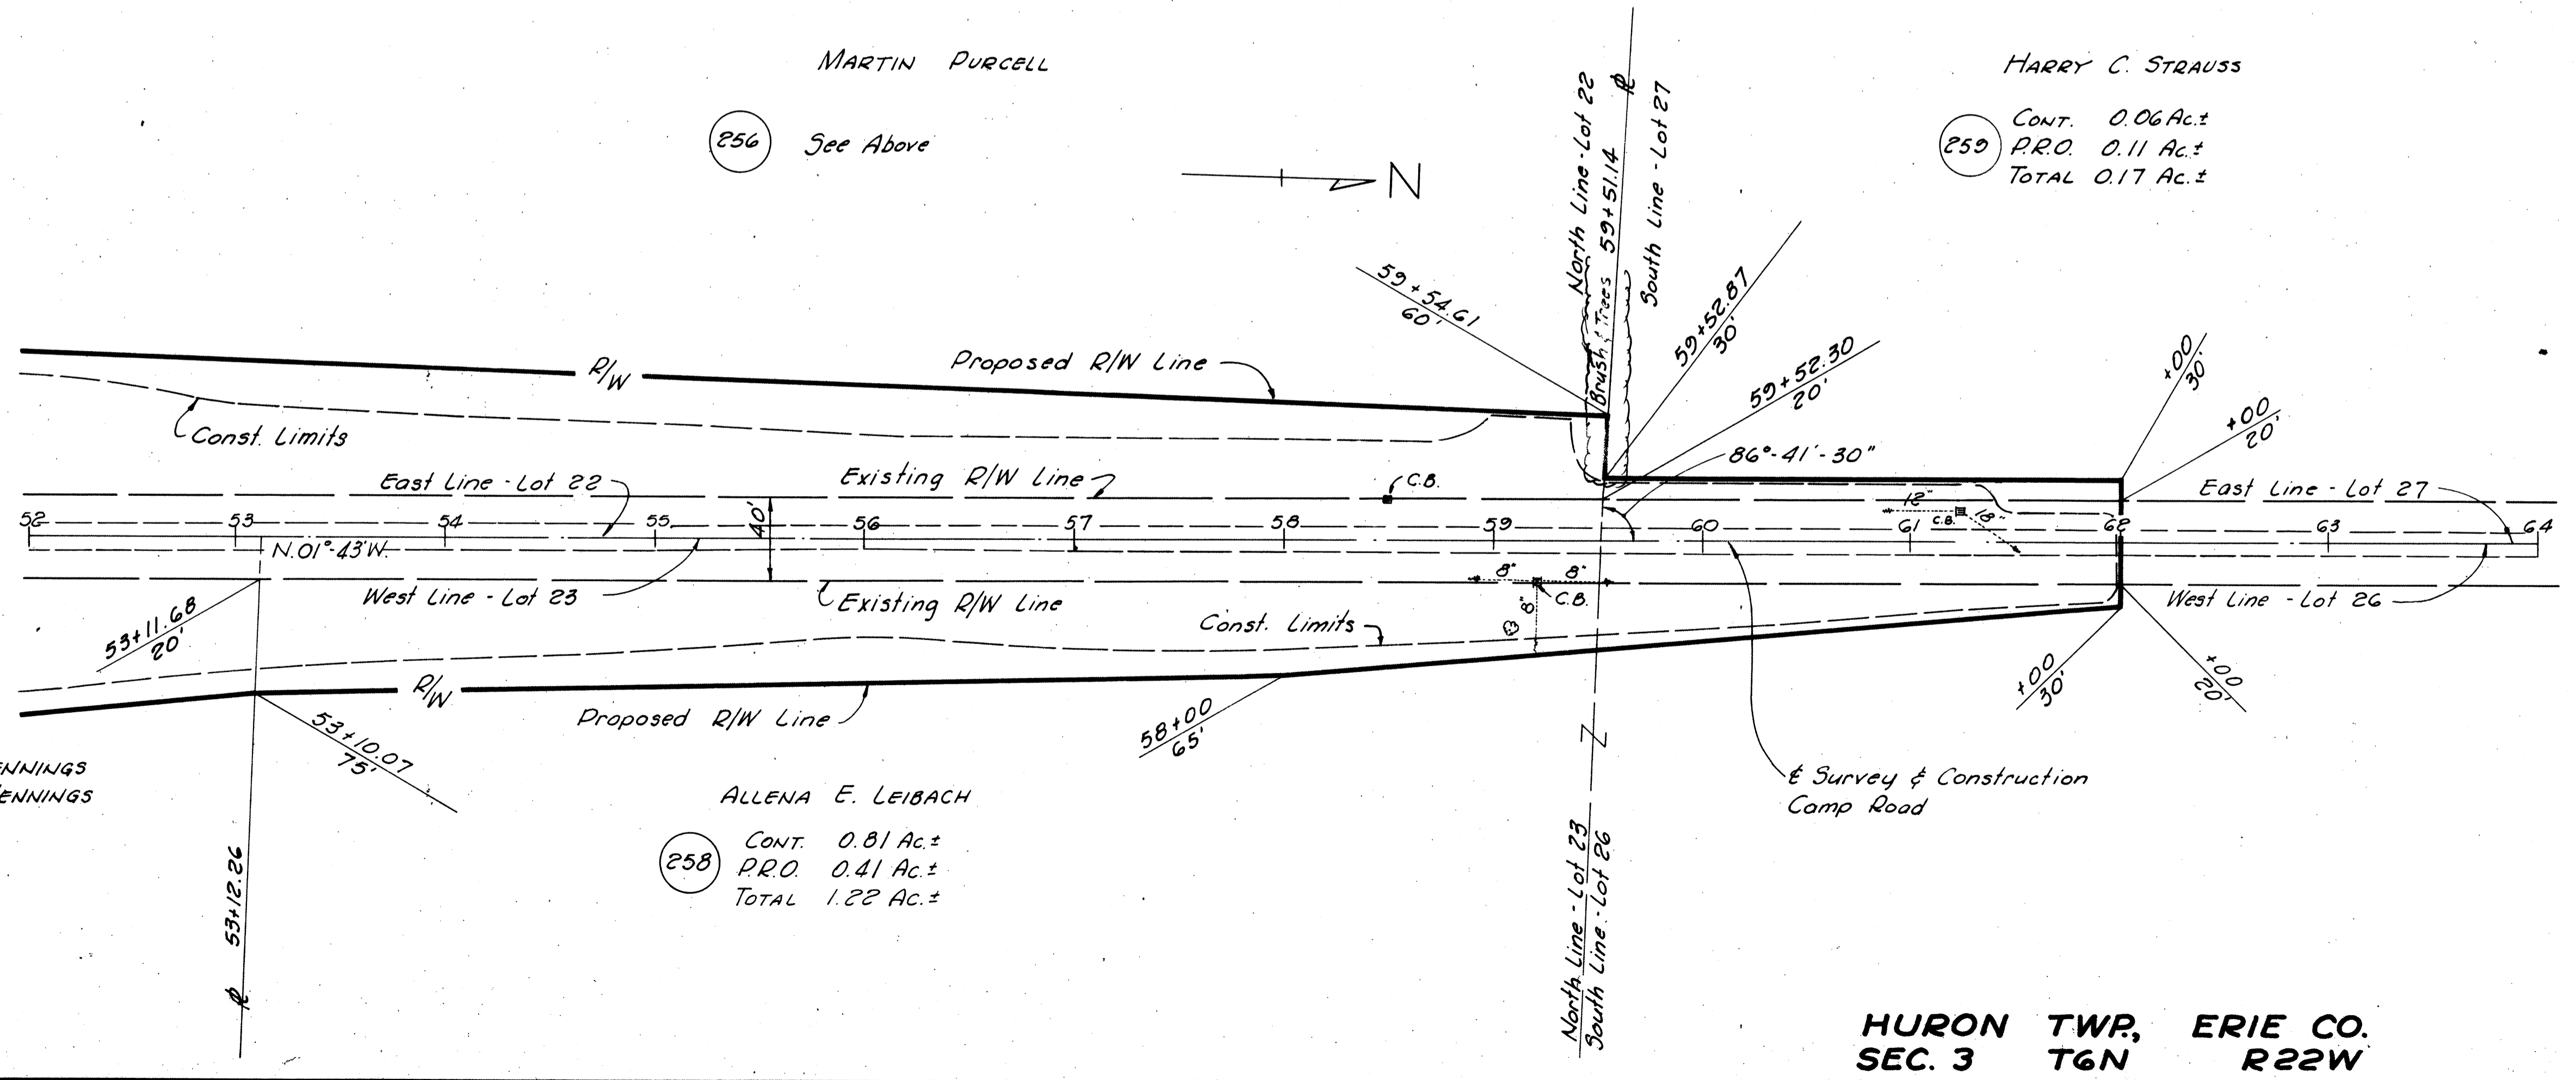 MARTIN PURCELL
256 See Above
N
HARRY C. STRAUSS
259
CONT. 0.06 Ac.±
P.R.O. 0.11 Ac.±
TOTAL 0.17 Ac.±
North Line - Lot 22
Brush & Trees 59+51.14
South Line - Lot 27
59+54.61
60'
59+52.87
30'
59+52.30
20'
86°-41'-30"
+00
30'
+00
20'
R/W
Proposed R/W Line
Const. Limits
East Line - Lot 22
Existing R/W Line
C.B.
East Line - Lot 27
12"
C.B.
18"
52 53 54 55 56 57 58 59 60 61 62 63 64
40'
N.01°-43'W.
West Line - Lot 23
Existing R/W Line
8" 8"
C.B.
8"
Const. Limits
West Line - Lot 26
53+11.68
20'
R/W
Proposed R/W Line
53+10.07
75'
58+00
65'
+00
30'
+00
20'
ENNINGS
ENNINGS
53+12.26
ALLENA E. LEIBACH
258
CONT. 0.81 Ac.±
P.R.O. 0.41 Ac.±
TOTAL 1.22 Ac.±
Survey & Construction
Camp Road
North Line - Lot 23
South Line - Lot 26
HURON TWP., ERIE CO.
SEC. 3 T6N R22W